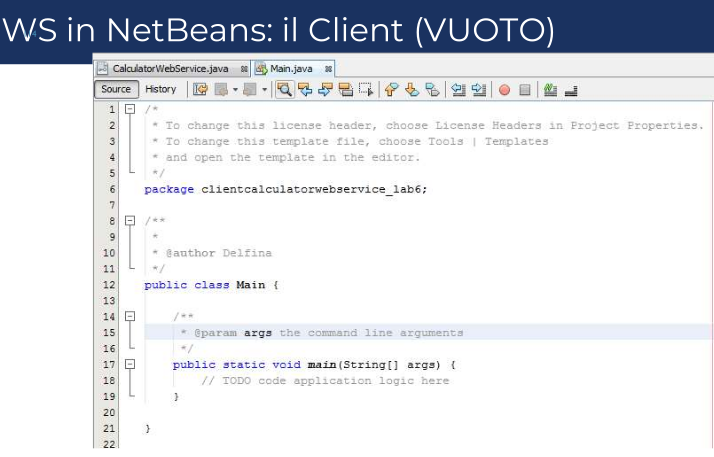 WS in NetBeans: il Client (VUOTO)
CalculatorWebService.java Main.java
Source History
1 /*
2 * To change this license header, choose License Headers in Project Properties.
3 * To change this template file, choose Tools | Templates
4 * and open the template in the editor.
5 */
6 package clientcalculatorwebservice_lab6;
7
8 /**
9 *
10 * @author Delfina
11 */
12 public class Main {
13
14 /**
15 * @param args the command line arguments
16 */
17 public static void main(String[] args) {
18 // TODO code application logic here
19 }
20
21 }
22